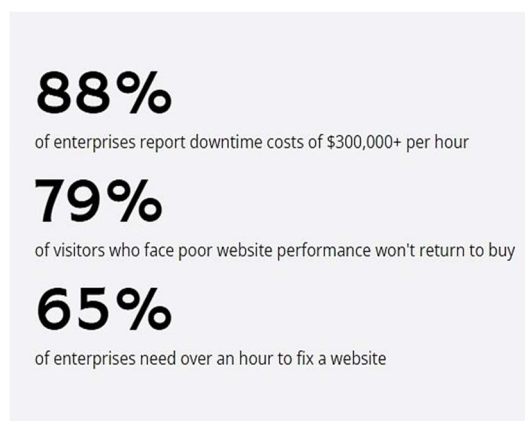 88%
of enterprises report downtime costs of $300,000+ per hour
79%
of visitors who face poor website performance won't return to buy
65%
of enterprises need over an hour to fix a website